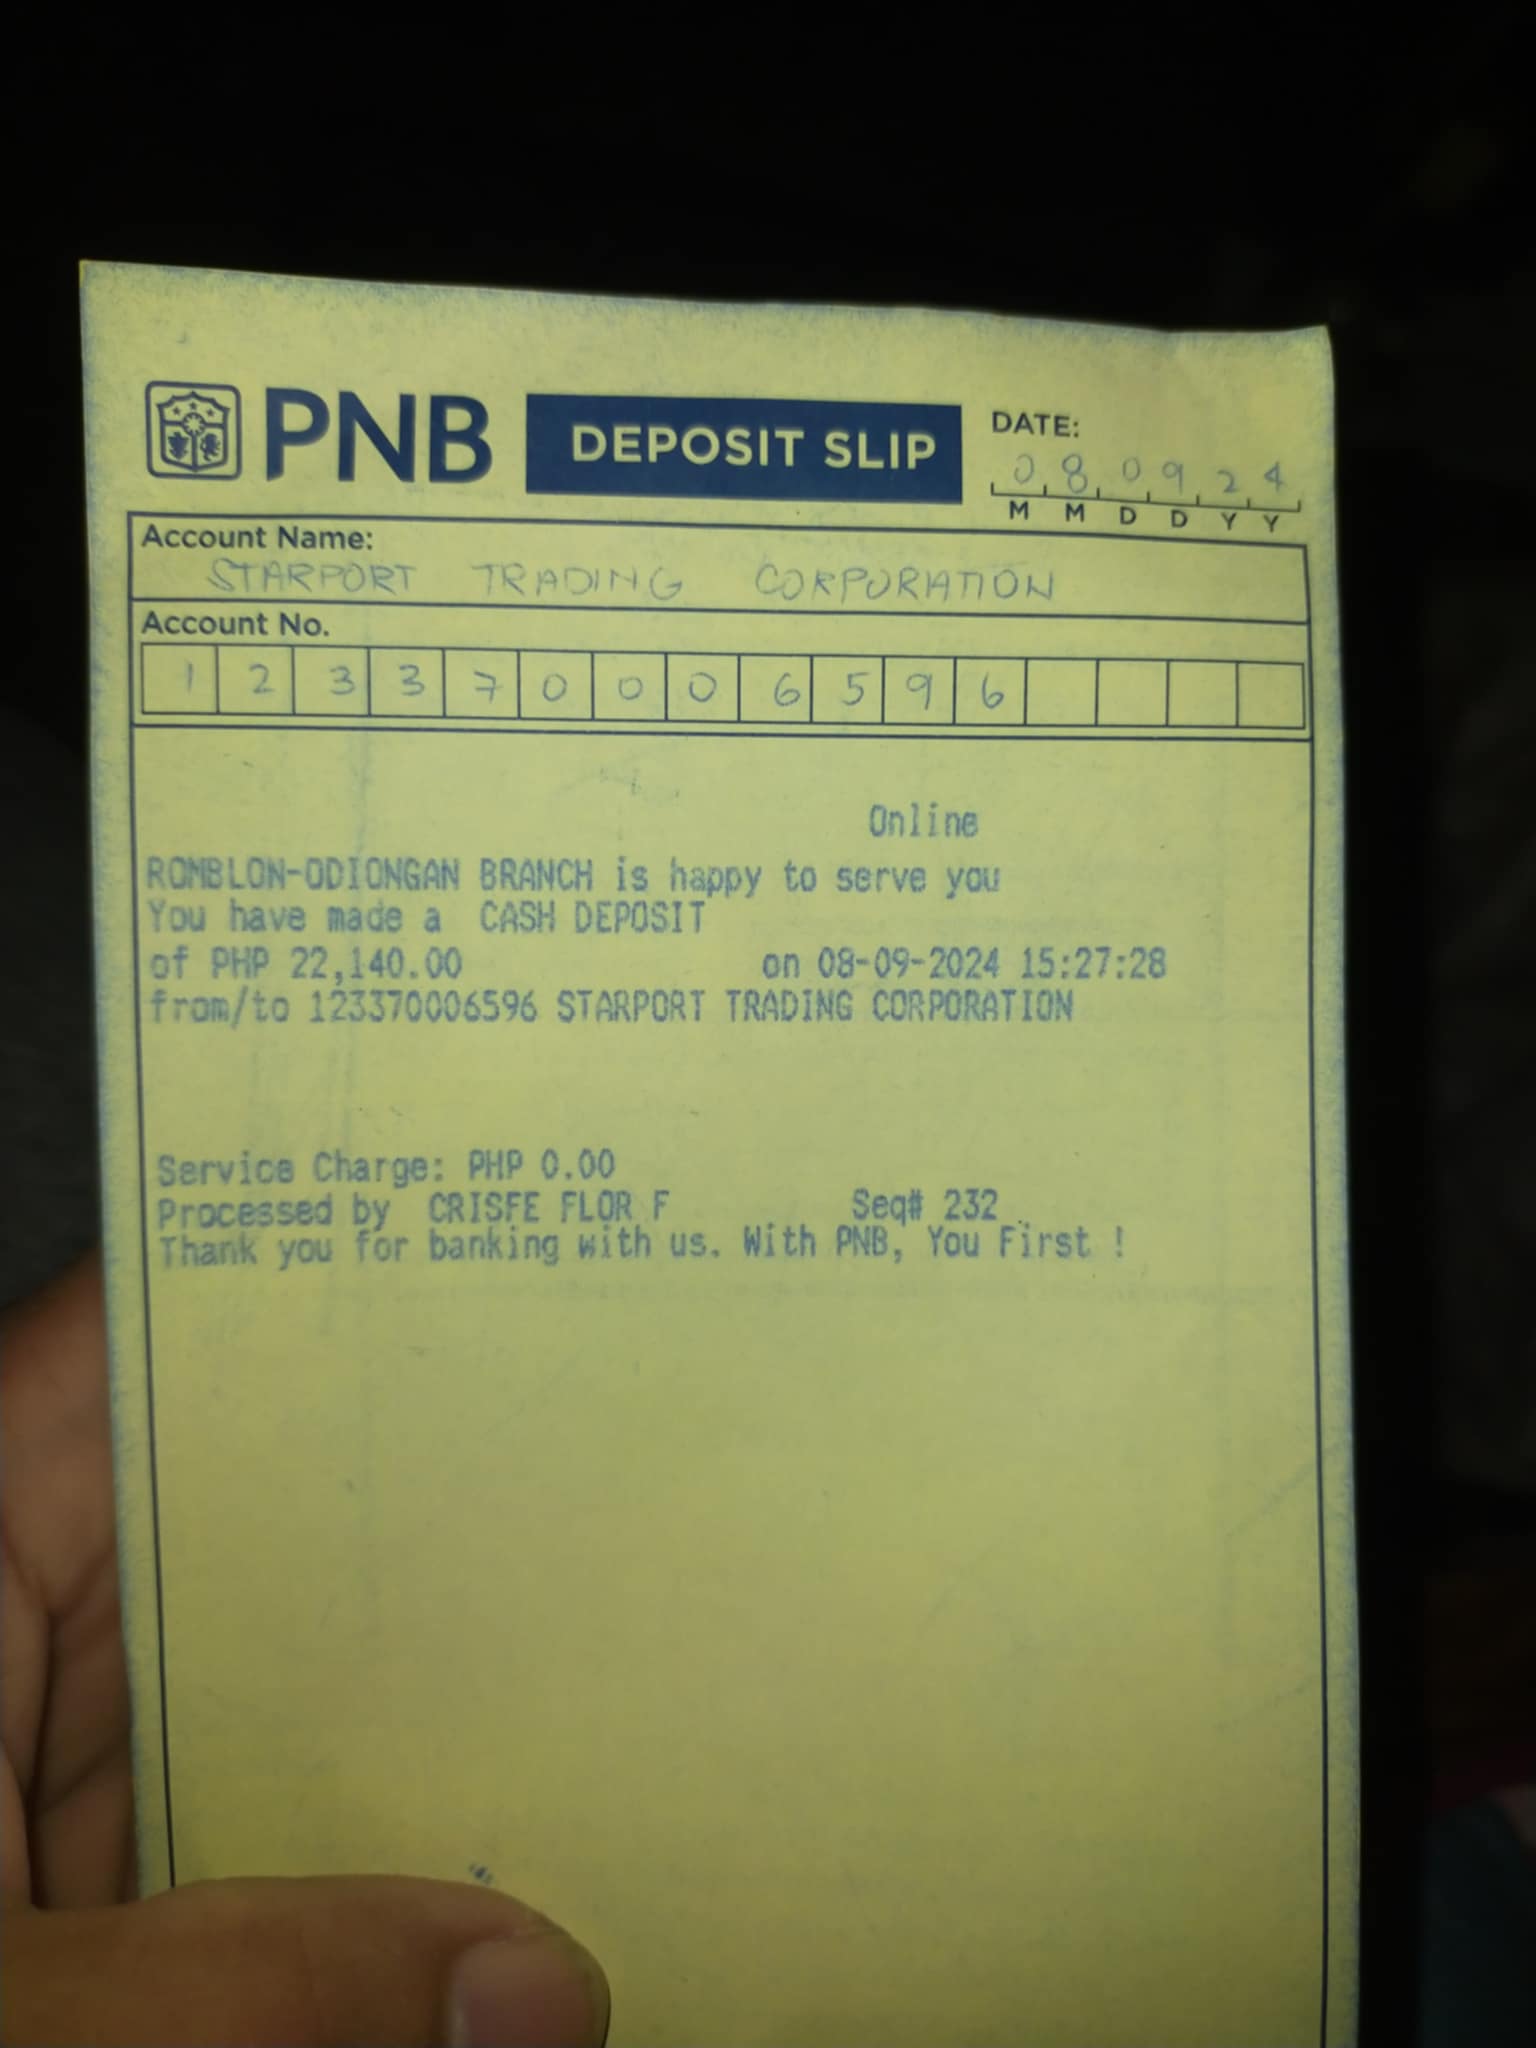 PNB DEPOSIT SLIP DATE:
0 8 0 9 2 4
M M D D Y Y
Account Name:
STARPORT TRADING CORPORATION
Account No.
1 2 3 3 7 0 0 0 6 5 9 6
Online
ROMBLON-ODIONGAN BRANCH is happy to serve you
You have made a CASH DEPOSIT
of PHP 22,140.00 on 08-09-2024 15:27:28
from/to 123370006596 STARPORT TRADING CORPORATION
Service Charge: PHP 0.00
Processed by CRISFE FLOR F Seq# 232
Thank you for banking with us. With PNB, You First !